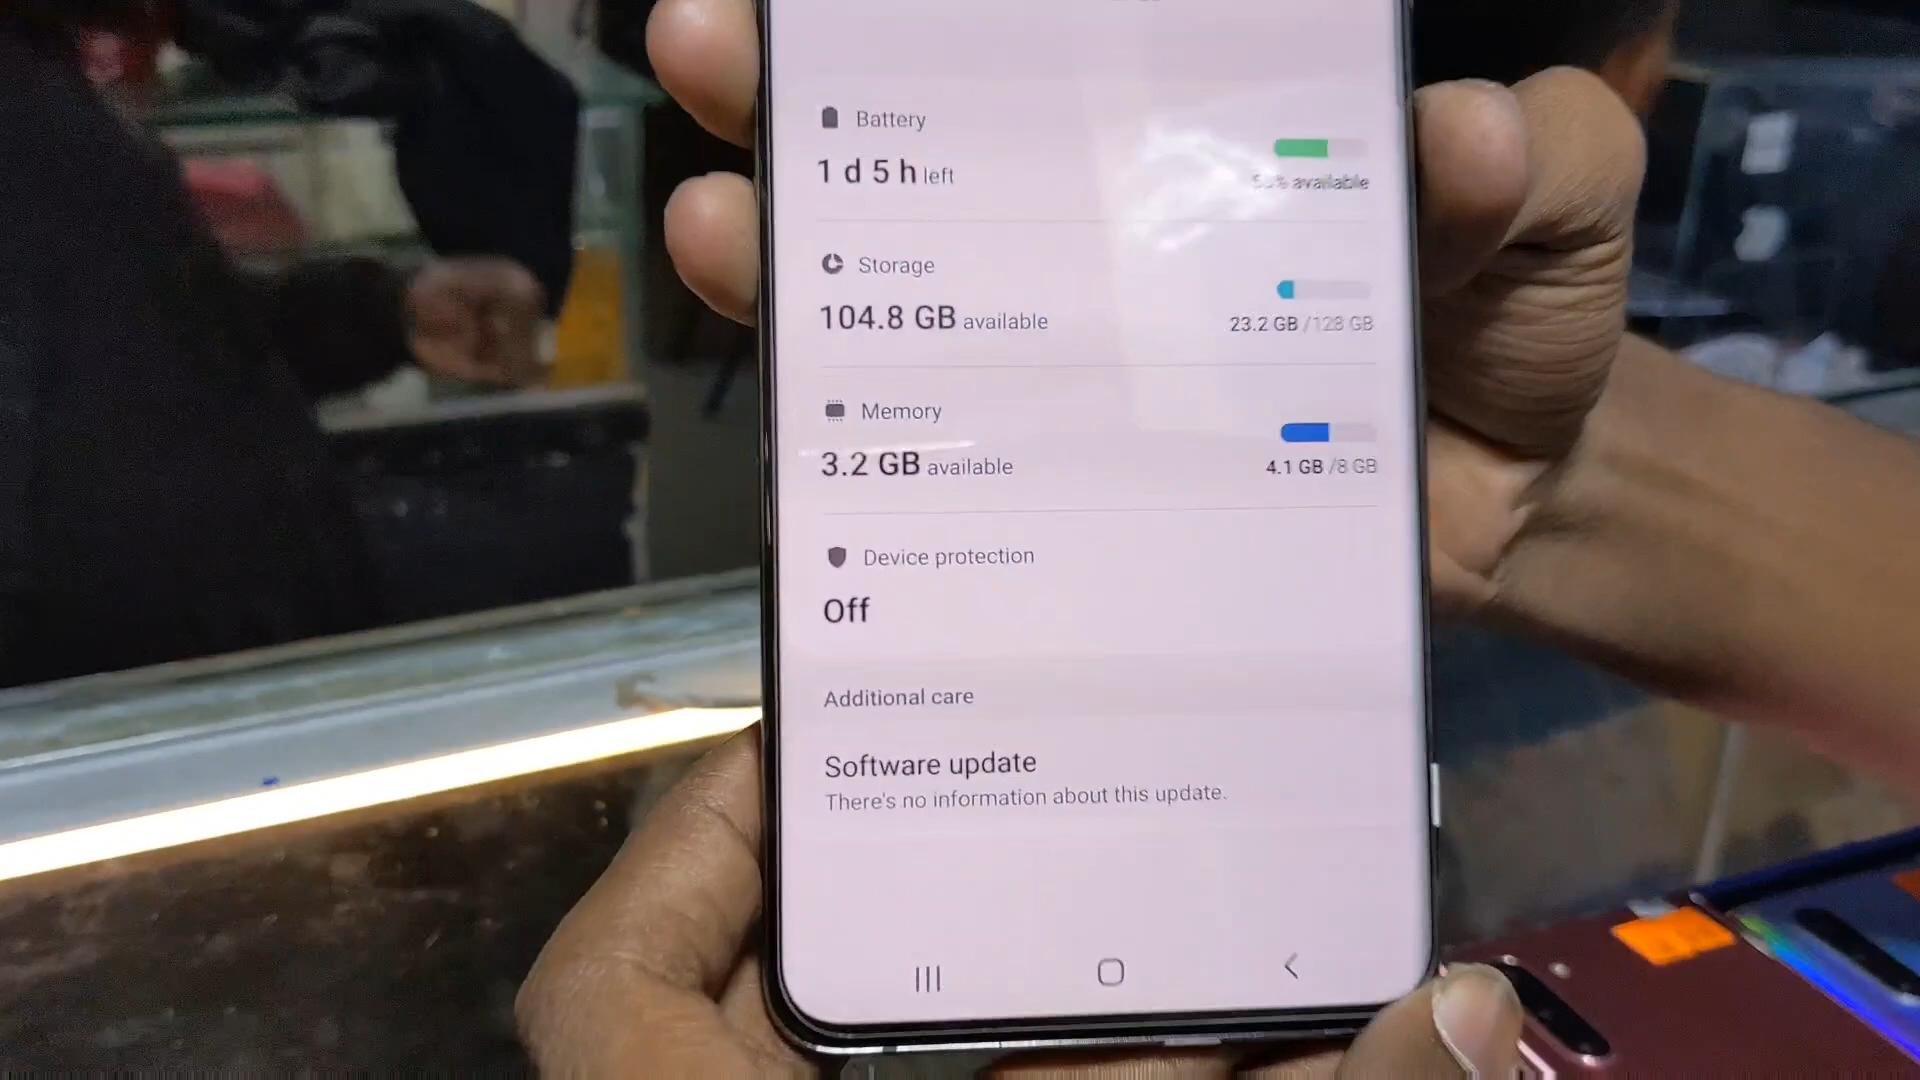 Battery
1 d 5 h left
% available
Storage
104.8 GB available
23.2 GB /128 GB
Memory
3.2 GB available
4.1 GB /8 GB
Device protection
Off
Additional care
Software update
There's no information about this update.